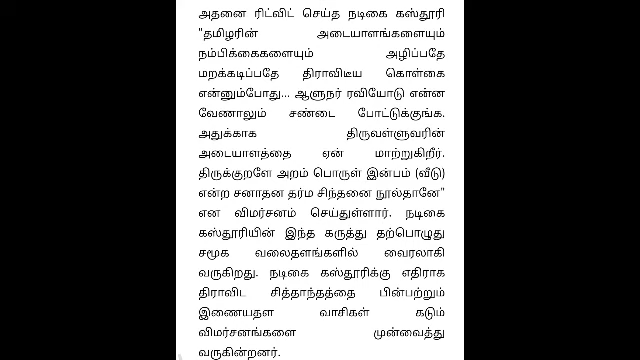 அதனை ரிட்விட் செய்த நடிகை கஸ்தூரி
"தமிழரின் அடையாளங்களையும்
நம்பிக்கைகளையும் அழிப்பதே
மறக்கடிப்பதே திராவிடீய கொள்கை
என்னும்போது... ஆளுநர் ரவியோடு என்ன
வேணாலும் சண்டை போட்டுக்குங்க.
அதுக்காக திருவள்ளுவரின்
அடையாளத்தை ஏன் மாற்றுகிறீர்.
திருக்குறளே அறம் பொருள் இன்பம் (வீடு)
என்ற சனாதன தர்ம சிந்தனை நூல்தானே"
என விமர்சனம் செய்துள்ளார். நடிகை
கஸ்தூரியின் இந்த கருத்து தற்பொழுது
சமூக வலைதளங்களில் வைரலாகி
வருகிறது. நடிகை கஸ்தூரிக்கு எதிராக
திராவிட சித்தாந்தத்தை பின்பற்றும்
இணையதள வாசிகள் கடும்
விமர்சனங்களை முன்வைத்து
வருகின்றனர்.